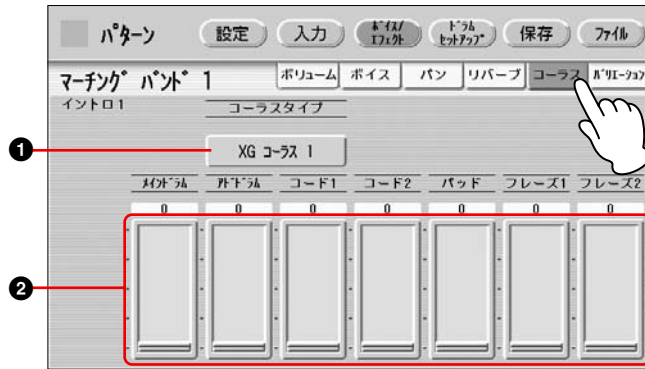 パターン 設定 入力 ボイス/エフェクト ドラムセットアップ 保存 ファイル
マーチング バンド 1 ボリューム ボイス パン リバーブ コーラス バリエーション
イントロ1 コーラスタイプ
❶ XG コーラス 1
メインドラム アドドラム コード1 コード2 パッド フレーズ1 フレーズ2
0 0 0 0 0 0 0
❷